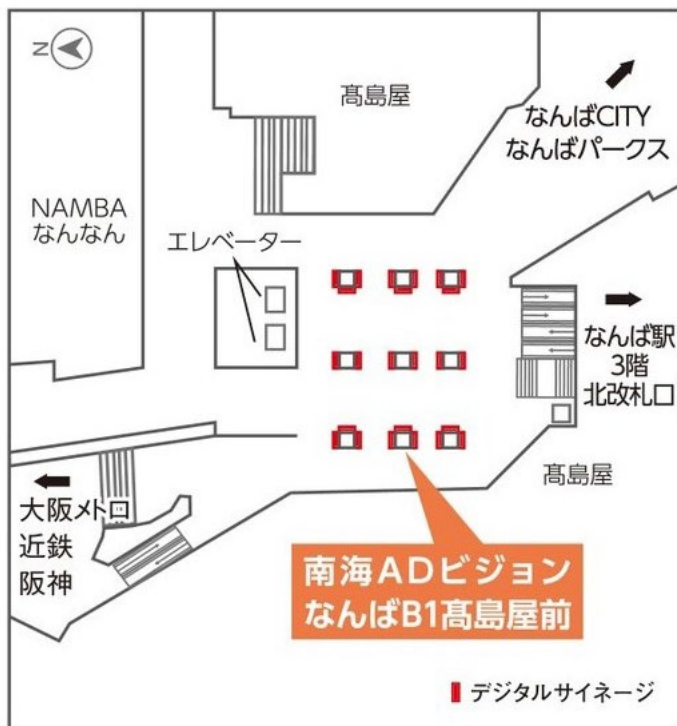 N
髙島屋
なんばCITY
なんばパークス
NAMBA
なんなん
エレベーター
なんば駅
3階
北改札口
髙島屋
大阪メトロ
近鉄
阪神
南海ADビジョン
なんばB1髙島屋前
デジタルサイネージ